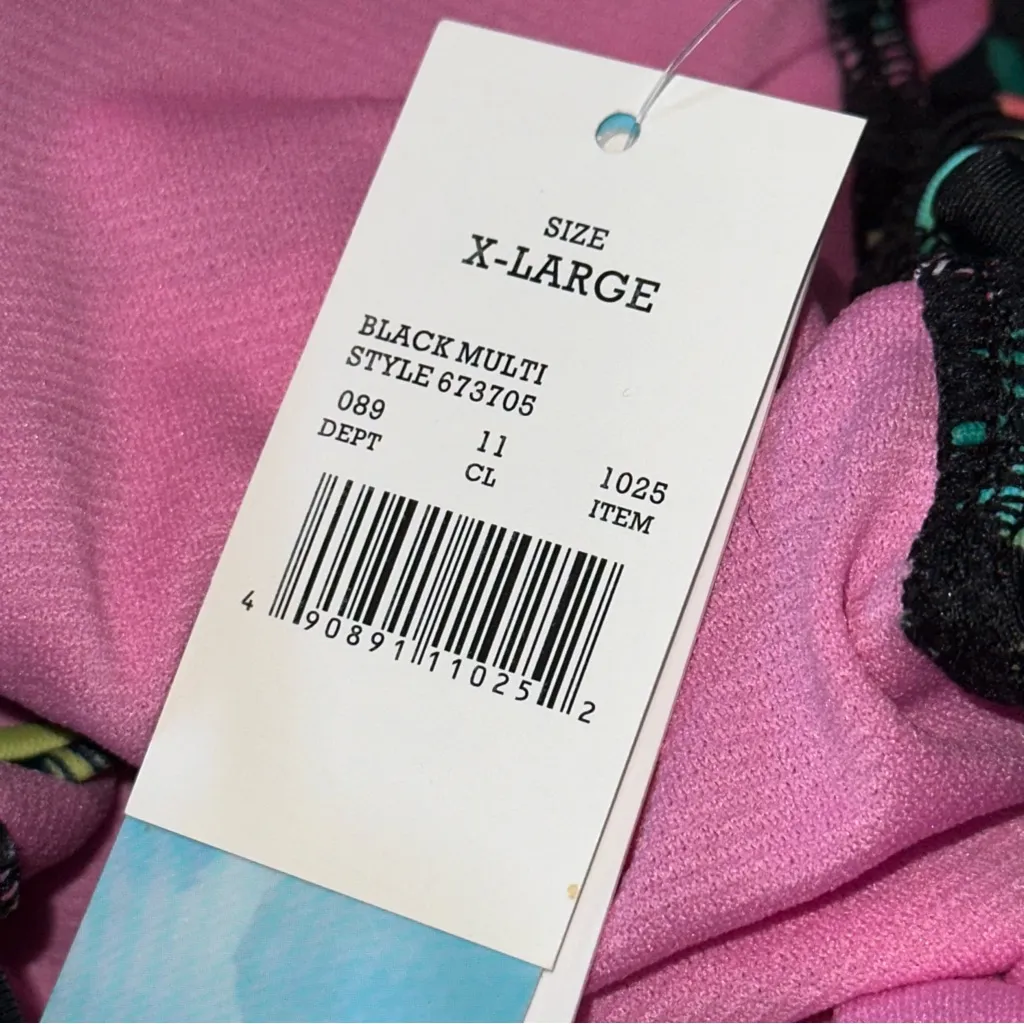 SIZE
X-LARGE
BLACK MULTI
STYLE 673705
089 11 1025
DEPT CL ITEM
4 90891 11025 2